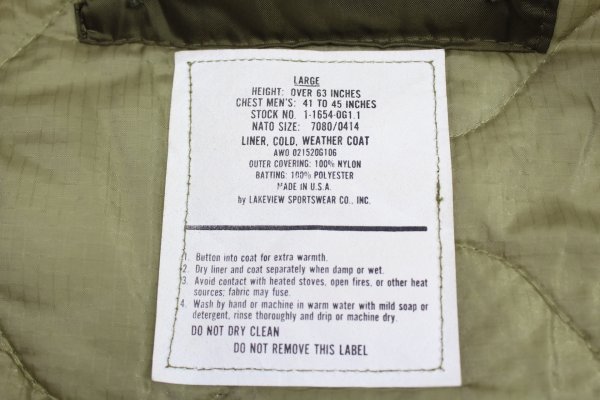 LARGE
HEIGHT: OVER 63 INCHES
CHEST MEN'S: 41 TO 45 INCHES
STOCK NO. 1-1654-0G1.1
NATO SIZE: 7080/0414
LINER, COLD, WEATHER COAT
AWO 021520G106
OUTER COVERING: 100% NYLON
BATTING: 100% POLYESTER
MADE IN U.S.A.
by LAKEVIEW SPORTSWEAR CO., INC.
1. Button into coat for extra warmth.
2. Dry liner and coat separately when damp or wet.
3. Avoid contact with heated stoves, open fires, or other heat
sources; fabric may fuse.
4. Wash by hand or machine in warm water with mild soap or
detergent, rinse thoroughly and drip or machine dry.
DO NOT DRY CLEAN
DO NOT REMOVE THIS LABEL